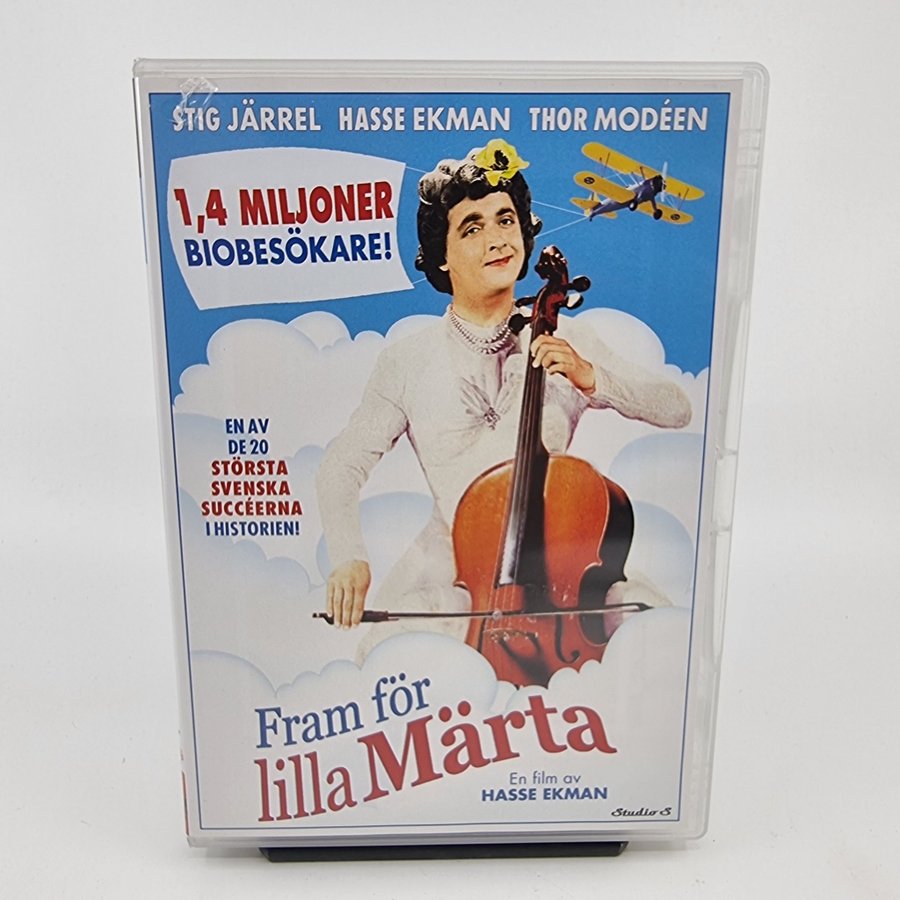 STIG JÄRREL HASSE EKMAN THOR MODÉEN
1,4 MILJONER
BIOBESÖKARE!
EN AV
DE 20
STÖRSTA
SVENSKA
SUCCÉERNA
I HISTORIEN!
Fram för
lilla Märta
En film av
HASSE EKMAN
Studio S